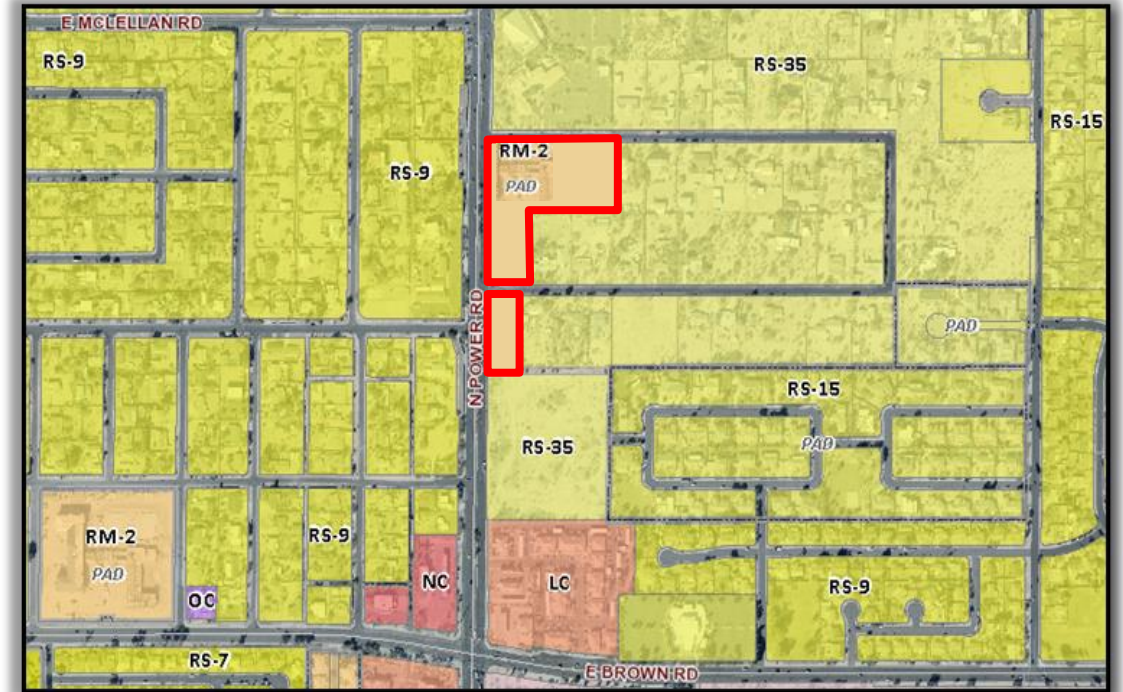 E MCLELLAN RD
RS-9
RS-35
RS-15
RM-2
PAD
RS-9
N POWER RD
PAD
RS-15
RS-35
PAD
RM-2
PAD
RS-9
NC
LC
RS-9
OC
RS-7
E BROWN RD